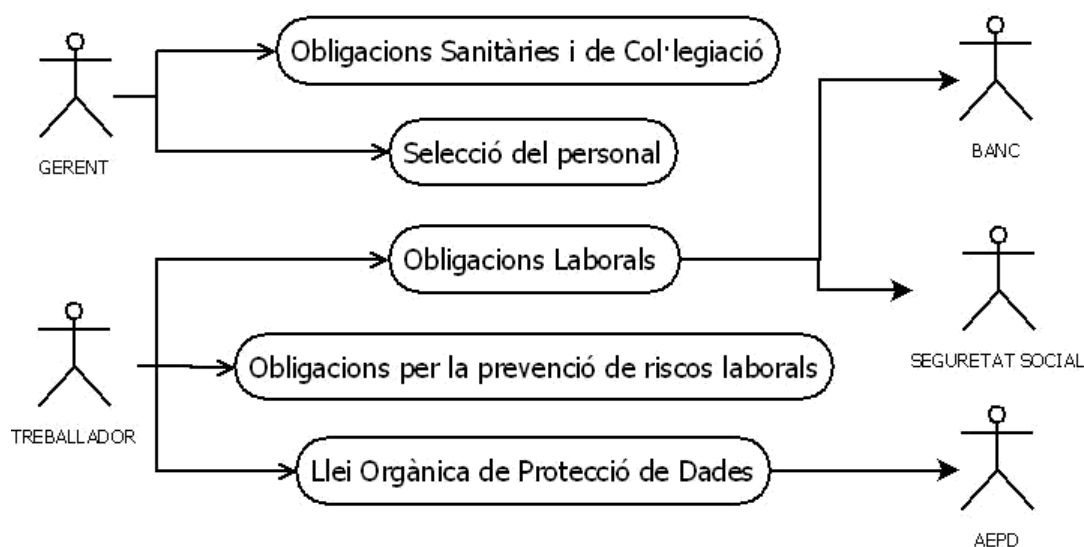 Obligacions Sanitàries i de Col·legiació
GERENT
Selecció del personal
BANC
Obligacions Laborals
SEGURETAT SOCIAL
Obligacions per la prevenció de riscos laborals
TREBALLADOR
Llei Orgànica de Protecció de Dades
AEPD